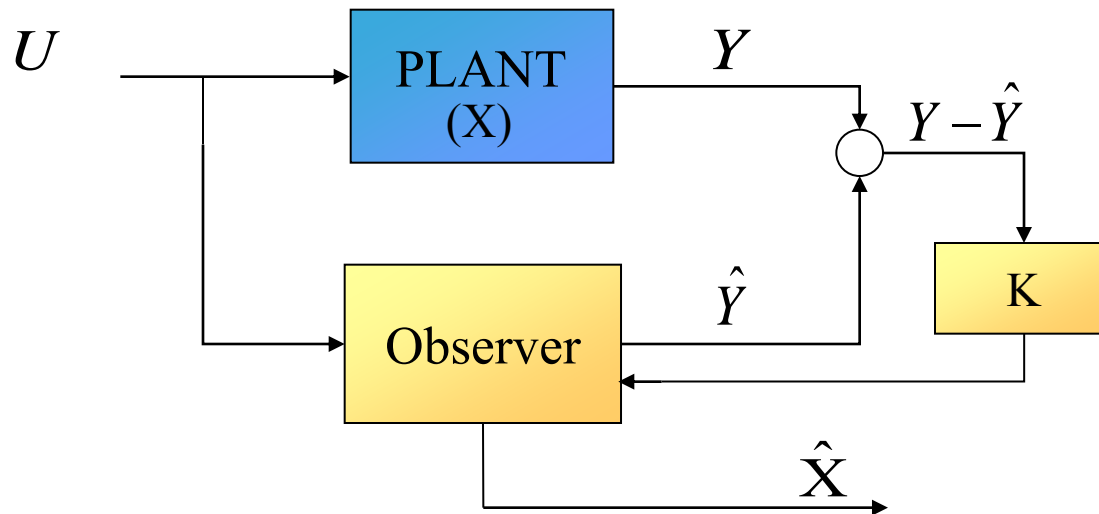 U
PLANT
(X)
Y
Y – Ŷ
K
Ŷ
Observer
X̂